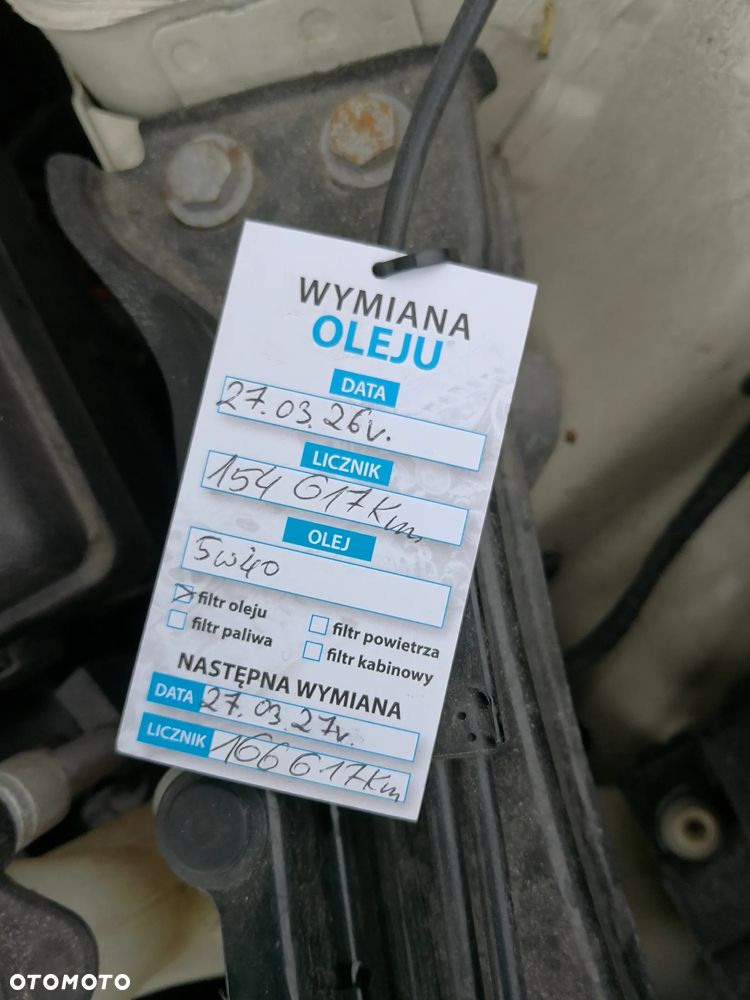 WYMIANA
OLEJU
DATA
27.03.26r.
LICZNIK
154 617Km
OLEJ
5w40
filtr oleju
filtr powietrza
filtr paliwa
filtr kabinowy
NASTĘPNA WYMIANA
DATA 27.03.27r.
LICZNIK 166 617Km
OTOMOTO